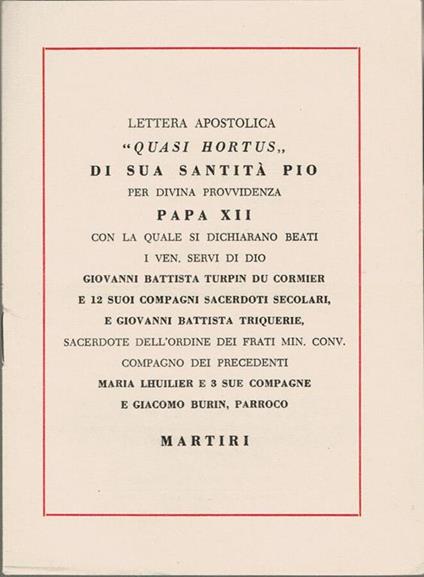 LETTERA APOSTOLICA
“QUASI HORTUS„
DI SUA SANTITÀ PIO
PER DIVINA PROVVIDENZA
PAPA XII
CON LA QUALE SI DICHIARANO BEATI
I VEN. SERVI DI DIO
GIOVANNI BATTISTA TURPIN DU CORMIER
E 12 SUOI COMPAGNI SACERDOTI SECOLARI,
E GIOVANNI BATTISTA TRIQUERIE,
SACERDOTE DELL'ORDINE DEI FRATI MIN. CONV.
COMPAGNO DEI PRECEDENTI
MARIA LHUILIER E 3 SUE COMPAGNE
E GIACOMO BURIN, PARROCO
MARTIRI